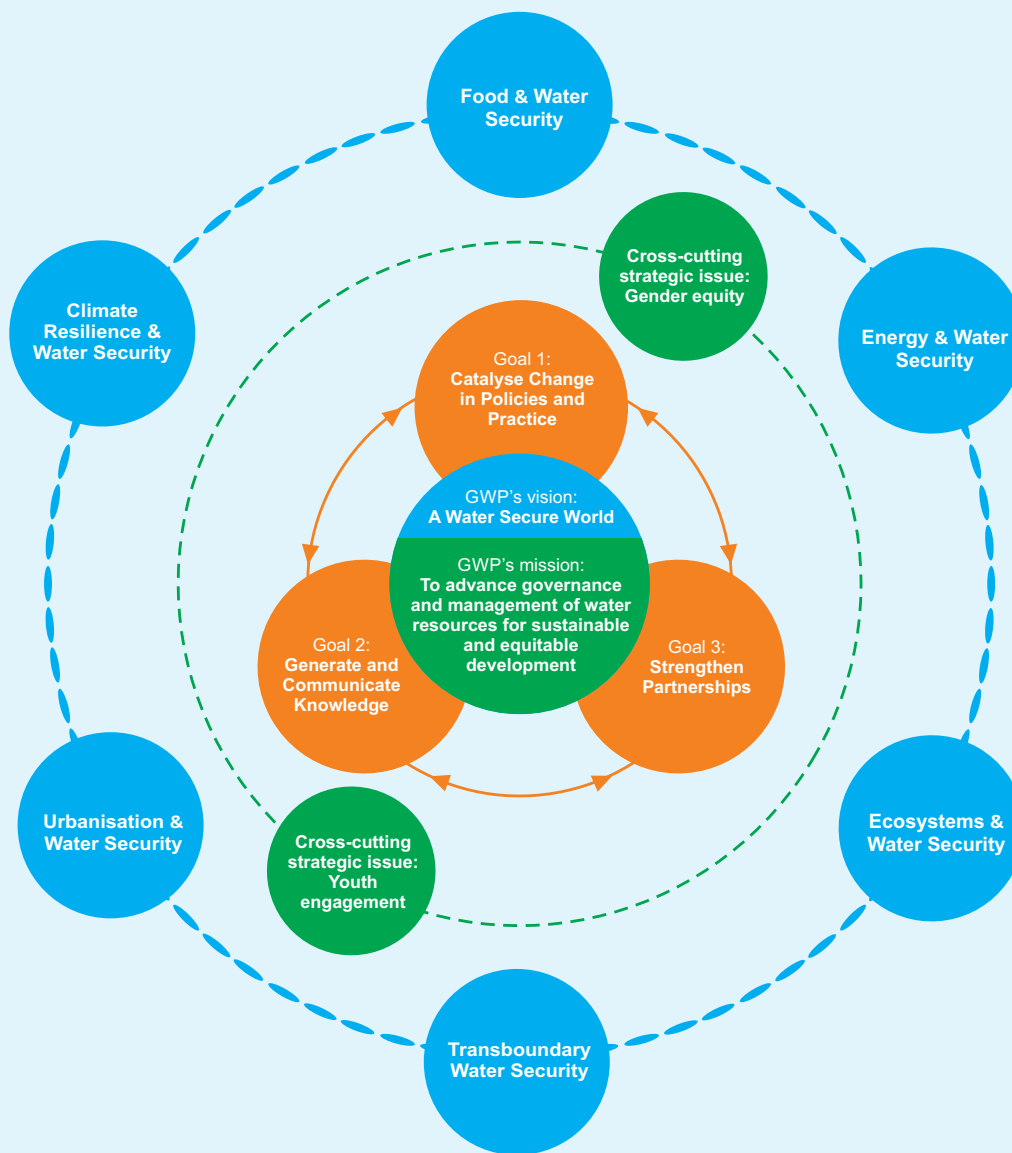 Food & Water
Security
Cross-cutting
strategic issue:
Gender equity
Climate
Resilience &
Water Security
Energy & Water
Security
Goal 1:
Catalyse Change
in Policies and
Practice
GWP's vision:
A Water Secure World
GWP's mission:
To advance governance
and management of water
resources for sustainable
and equitable
development
Goal 2:
Generate and
Communicate
Knowledge
Goal 3:
Strengthen
Partnerships
Urbanisation &
Water Security
Cross-cutting
strategic issue:
Youth
engagement
Ecosystems &
Water Security
Transboundary
Water Security